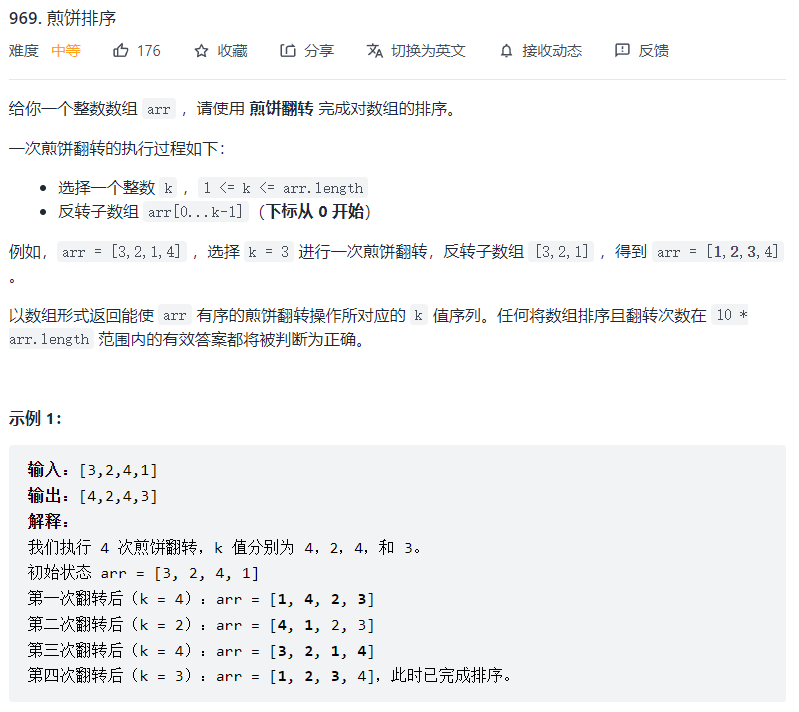 969. 煎饼排序
难度 中等 176 收藏 分享 切换为英文 接收动态 反馈
给你一个整数数组 arr ，请使用 煎饼翻转 完成对数组的排序。
一次煎饼翻转的执行过程如下：
• 选择一个整数 k ，1 <= k <= arr.length
• 反转子数组 arr[0...k-1]（下标从 0 开始）
例如，arr = [3,2,1,4] ，选择 k = 3 进行一次煎饼翻转，反转子数组 [3,2,1] ，得到 arr = [1,2,3,4]
。
以数组形式返回能使 arr 有序的煎饼翻转操作所对应的 k 值序列。任何将数组排序且翻转次数在 10 *
arr.length 范围内的有效答案都将被判断为正确。
示例 1：
输入：[3,2,4,1]
输出：[4,2,4,3]
解释：
我们执行 4 次煎饼翻转，k 值分别为 4，2，4，和 3。
初始状态 arr = [3, 2, 4, 1]
第一次翻转后（k = 4）：arr = [1, 4, 2, 3]
第二次翻转后（k = 2）：arr = [4, 1, 2, 3]
第三次翻转后（k = 4）：arr = [3, 2, 1, 4]
第四次翻转后（k = 3）：arr = [1, 2, 3, 4]，此时已完成排序。